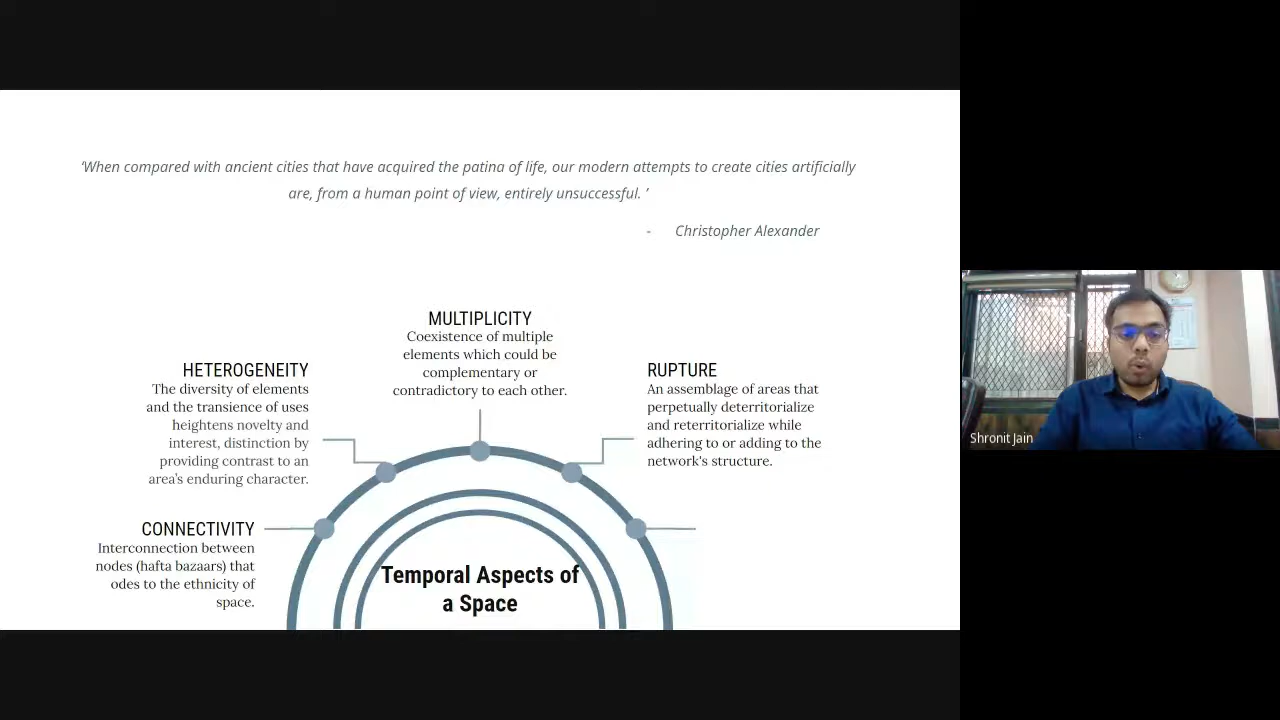 ‘When compared with ancient cities that have acquired the patina of life, our modern attempts to create cities artificially
are, from a human point of view, entirely unsuccessful. ’
- Christopher Alexander
MULTIPLICITY
Coexistence of multiple
elements which could be
complementary or
contradictory to each other.
HETEROGENEITY
The diversity of elements
and the transience of uses
heightens novelty and
interest, distinction by
providing contrast to an
area’s enduring character.
RUPTURE
An assemblage of areas that
perpetually deterritorialize
and reterritorialize while
adhering to or adding to the
network's structure.
CONNECTIVITY
Interconnection between
nodes (hafta bazaars) that
odes to the ethnicity of
space.
Temporal Aspects of
a Space
Shronit Jain